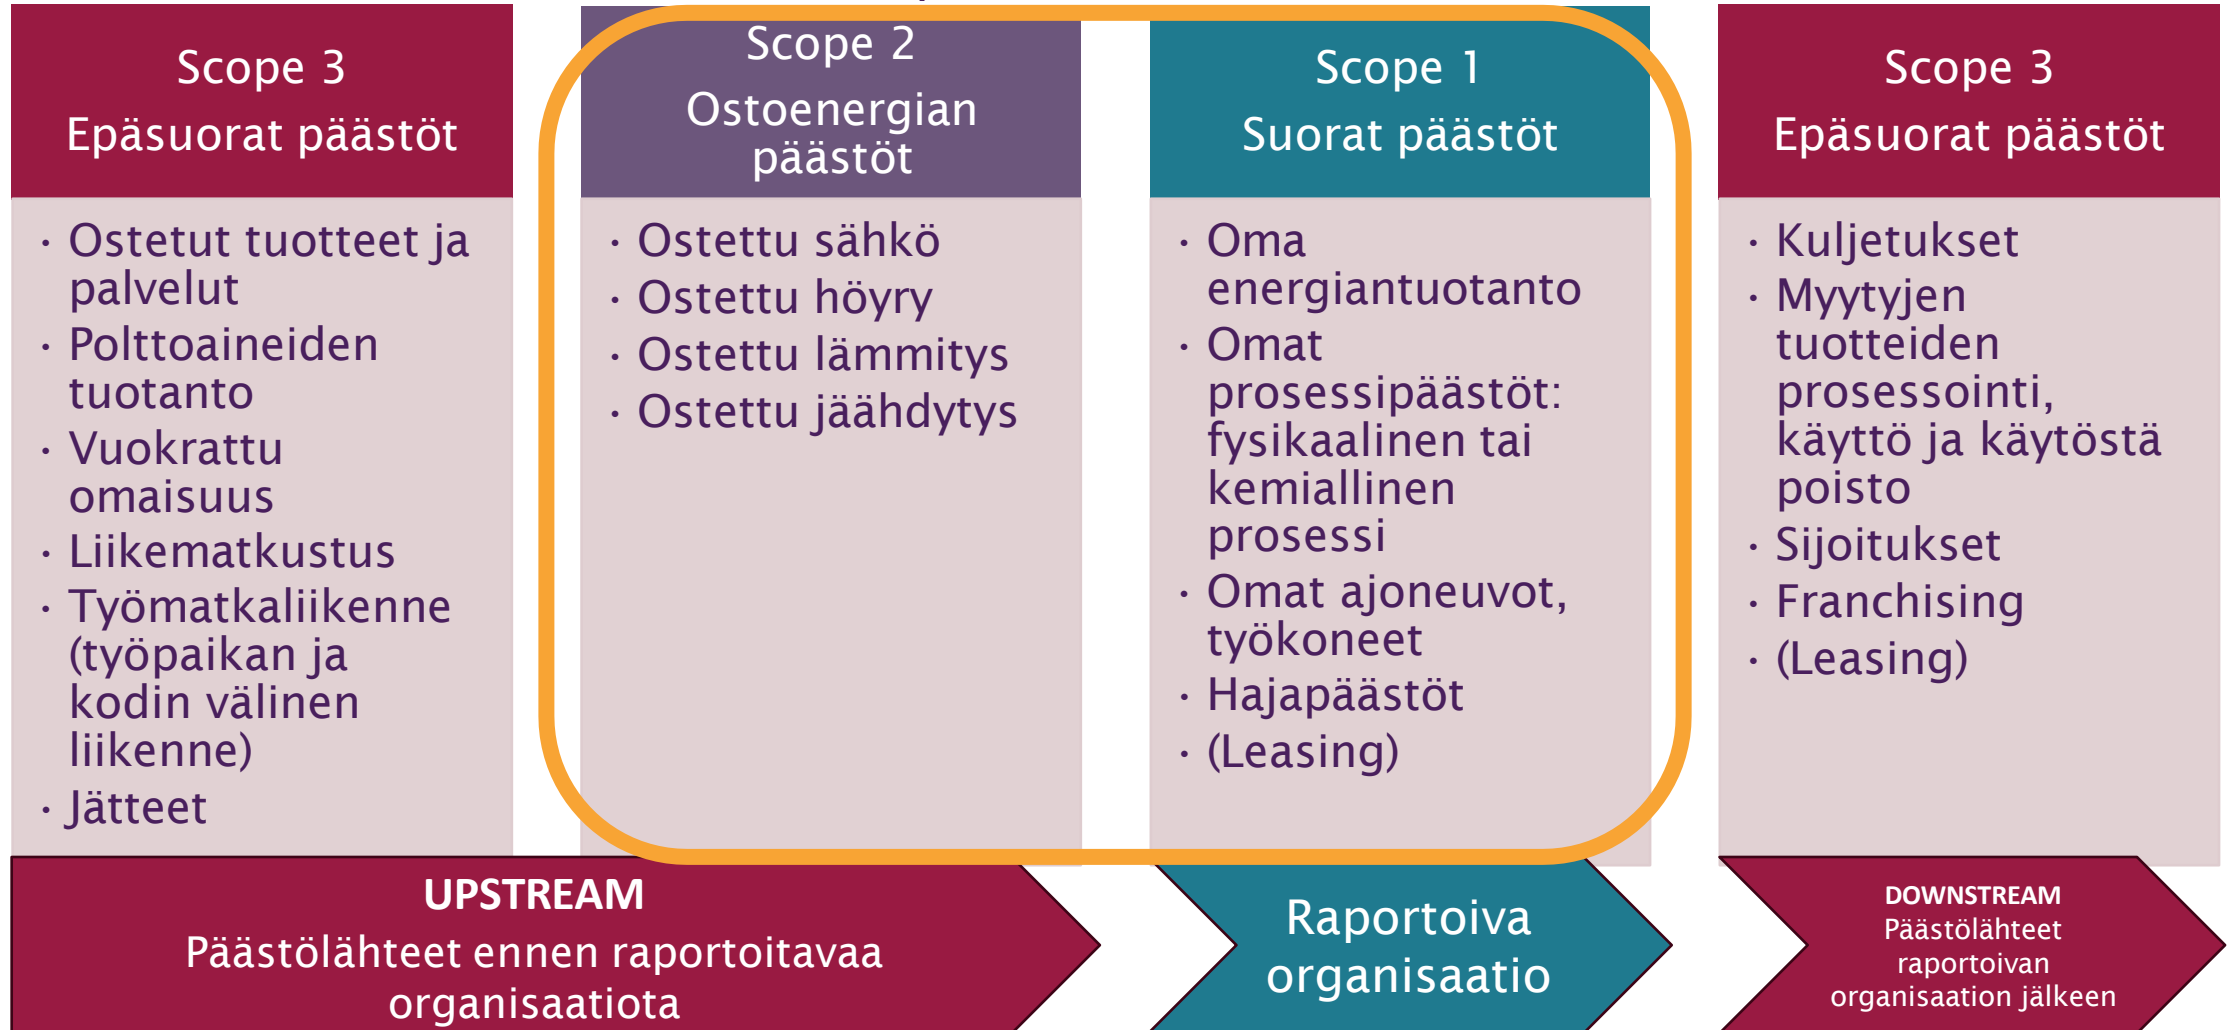 Scope 3
Epäsuorat päästöt
· Ostetut tuotteet ja
palvelut
· Polttoaineiden
tuotanto
· Vuokrattu
omaisuus
· Liikematkustus
· Työmatkaliikenne
(työpaikan ja
kodin välinen
liikenne)
· Jätteet
Scope 2
Ostoenergian
päästöt
· Ostettu sähkö
· Ostettu höyry
· Ostettu lämmitys
· Ostettu jäähdytys
Scope 1
Suorat päästöt
· Oma
energiantuotanto
· Omat
prosessipäästöt:
fysikaalinen tai
kemiallinen
prosessi
· Omat ajoneuvot,
työkoneet
· Hajapäästöt
· (Leasing)
Scope 3
Epäsuorat päästöt
· Kuljetukset
· Myytyjen
tuotteiden
prosessointi,
käyttö ja käytöstä
poisto
· Sijoitukset
· Franchising
· (Leasing)
UPSTREAM
Päästölähteet ennen raportoitavaa
organisaatiota
Raportoiva
organisaatio
DOWNSTREAM
Päästölähteet
raportoivan
organisaation jälkeen